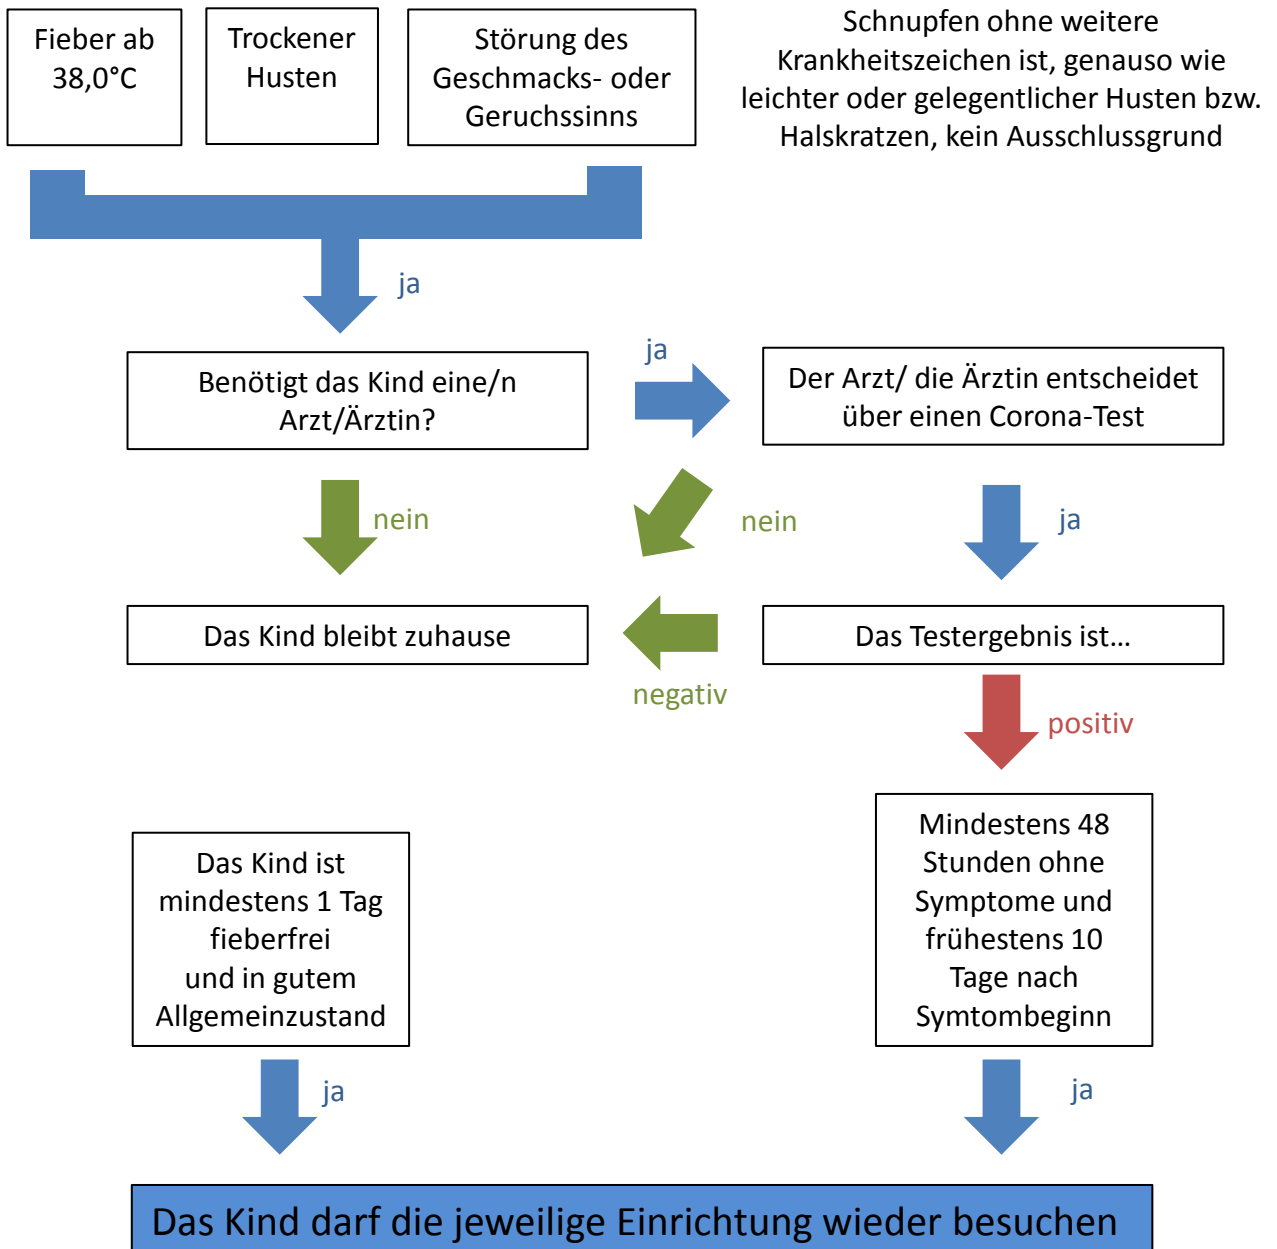 Fieber ab
38,0°C
Trockener
Husten
Störung des
Geschmacks- oder
Geruchssinns
Schnupfen ohne weitere
Krankheitszeichen ist, genauso wie
leichter oder gelegentlicher Husten bzw.
Halskratzen, kein Ausschlussgrund
ja
Benötigt das Kind eine/n
Arzt/Ärztin?
ja
Der Arzt/ die Ärztin entscheidet
über einen Corona-Test
nein
nein
ja
Das Kind bleibt zuhause
negativ
Das Testergebnis ist…
positiv
Das Kind ist
mindestens 1 Tag
fieberfrei
und in gutem
Allgemeinzustand
Mindestens 48
Stunden ohne
Symptome und
frühestens 10
Tage nach
Symtombeginn
ja
ja
Das Kind darf die jeweilige Einrichtung wieder besuchen